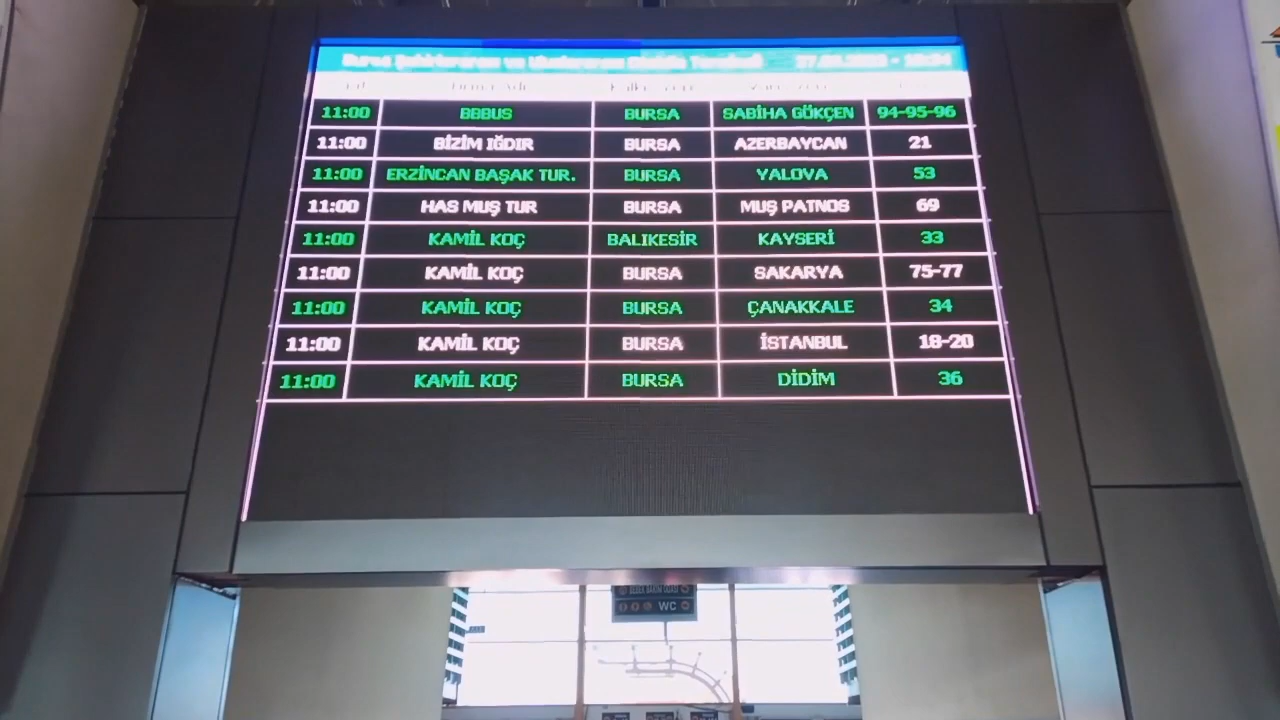 11:00 BBBUS BURSA SABİHA GÖKÇEN 94-95-96
11:00 BİZİM IĞDIR BURSA AZERBAYCAN 21
11:00 ERZİNCAN BAŞAK TUR. BURSA YALOVA 53
11:00 HAS MUŞ TUR BURSA MUŞ PATNOS 69
11:00 KAMİL KOÇ BALIKESİR KAYSERİ 33
11:00 KAMİL KOÇ BURSA SAKARYA 75-77
11:00 KAMİL KOÇ BURSA ÇANAKKALE 34
11:00 KAMİL KOÇ BURSA İSTANBUL 18-20
11:00 KAMİL KOÇ BURSA DİDİM 36
WC